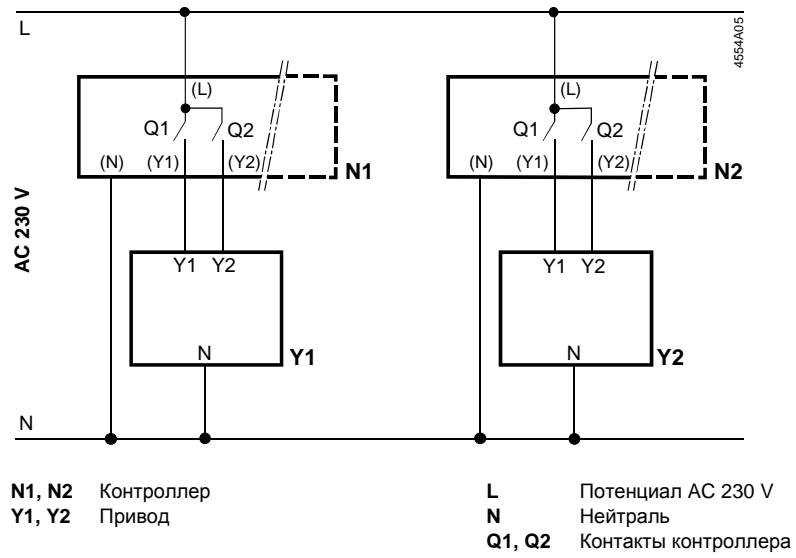 L
4554A05
(L)
(L)
Q1
Q2
Q1
Q2
(N)
(Y1)
(Y2)
N1
(N)
(Y1)
(Y2)
N2
AC 230 V
Y1 Y2
Y1 Y2
N
Y1
N
Y2
N
N1, N2 Контроллер
Y1, Y2 Привод
L Потенциал AC 230 V
N Нейтраль
Q1, Q2 Контакты контроллера